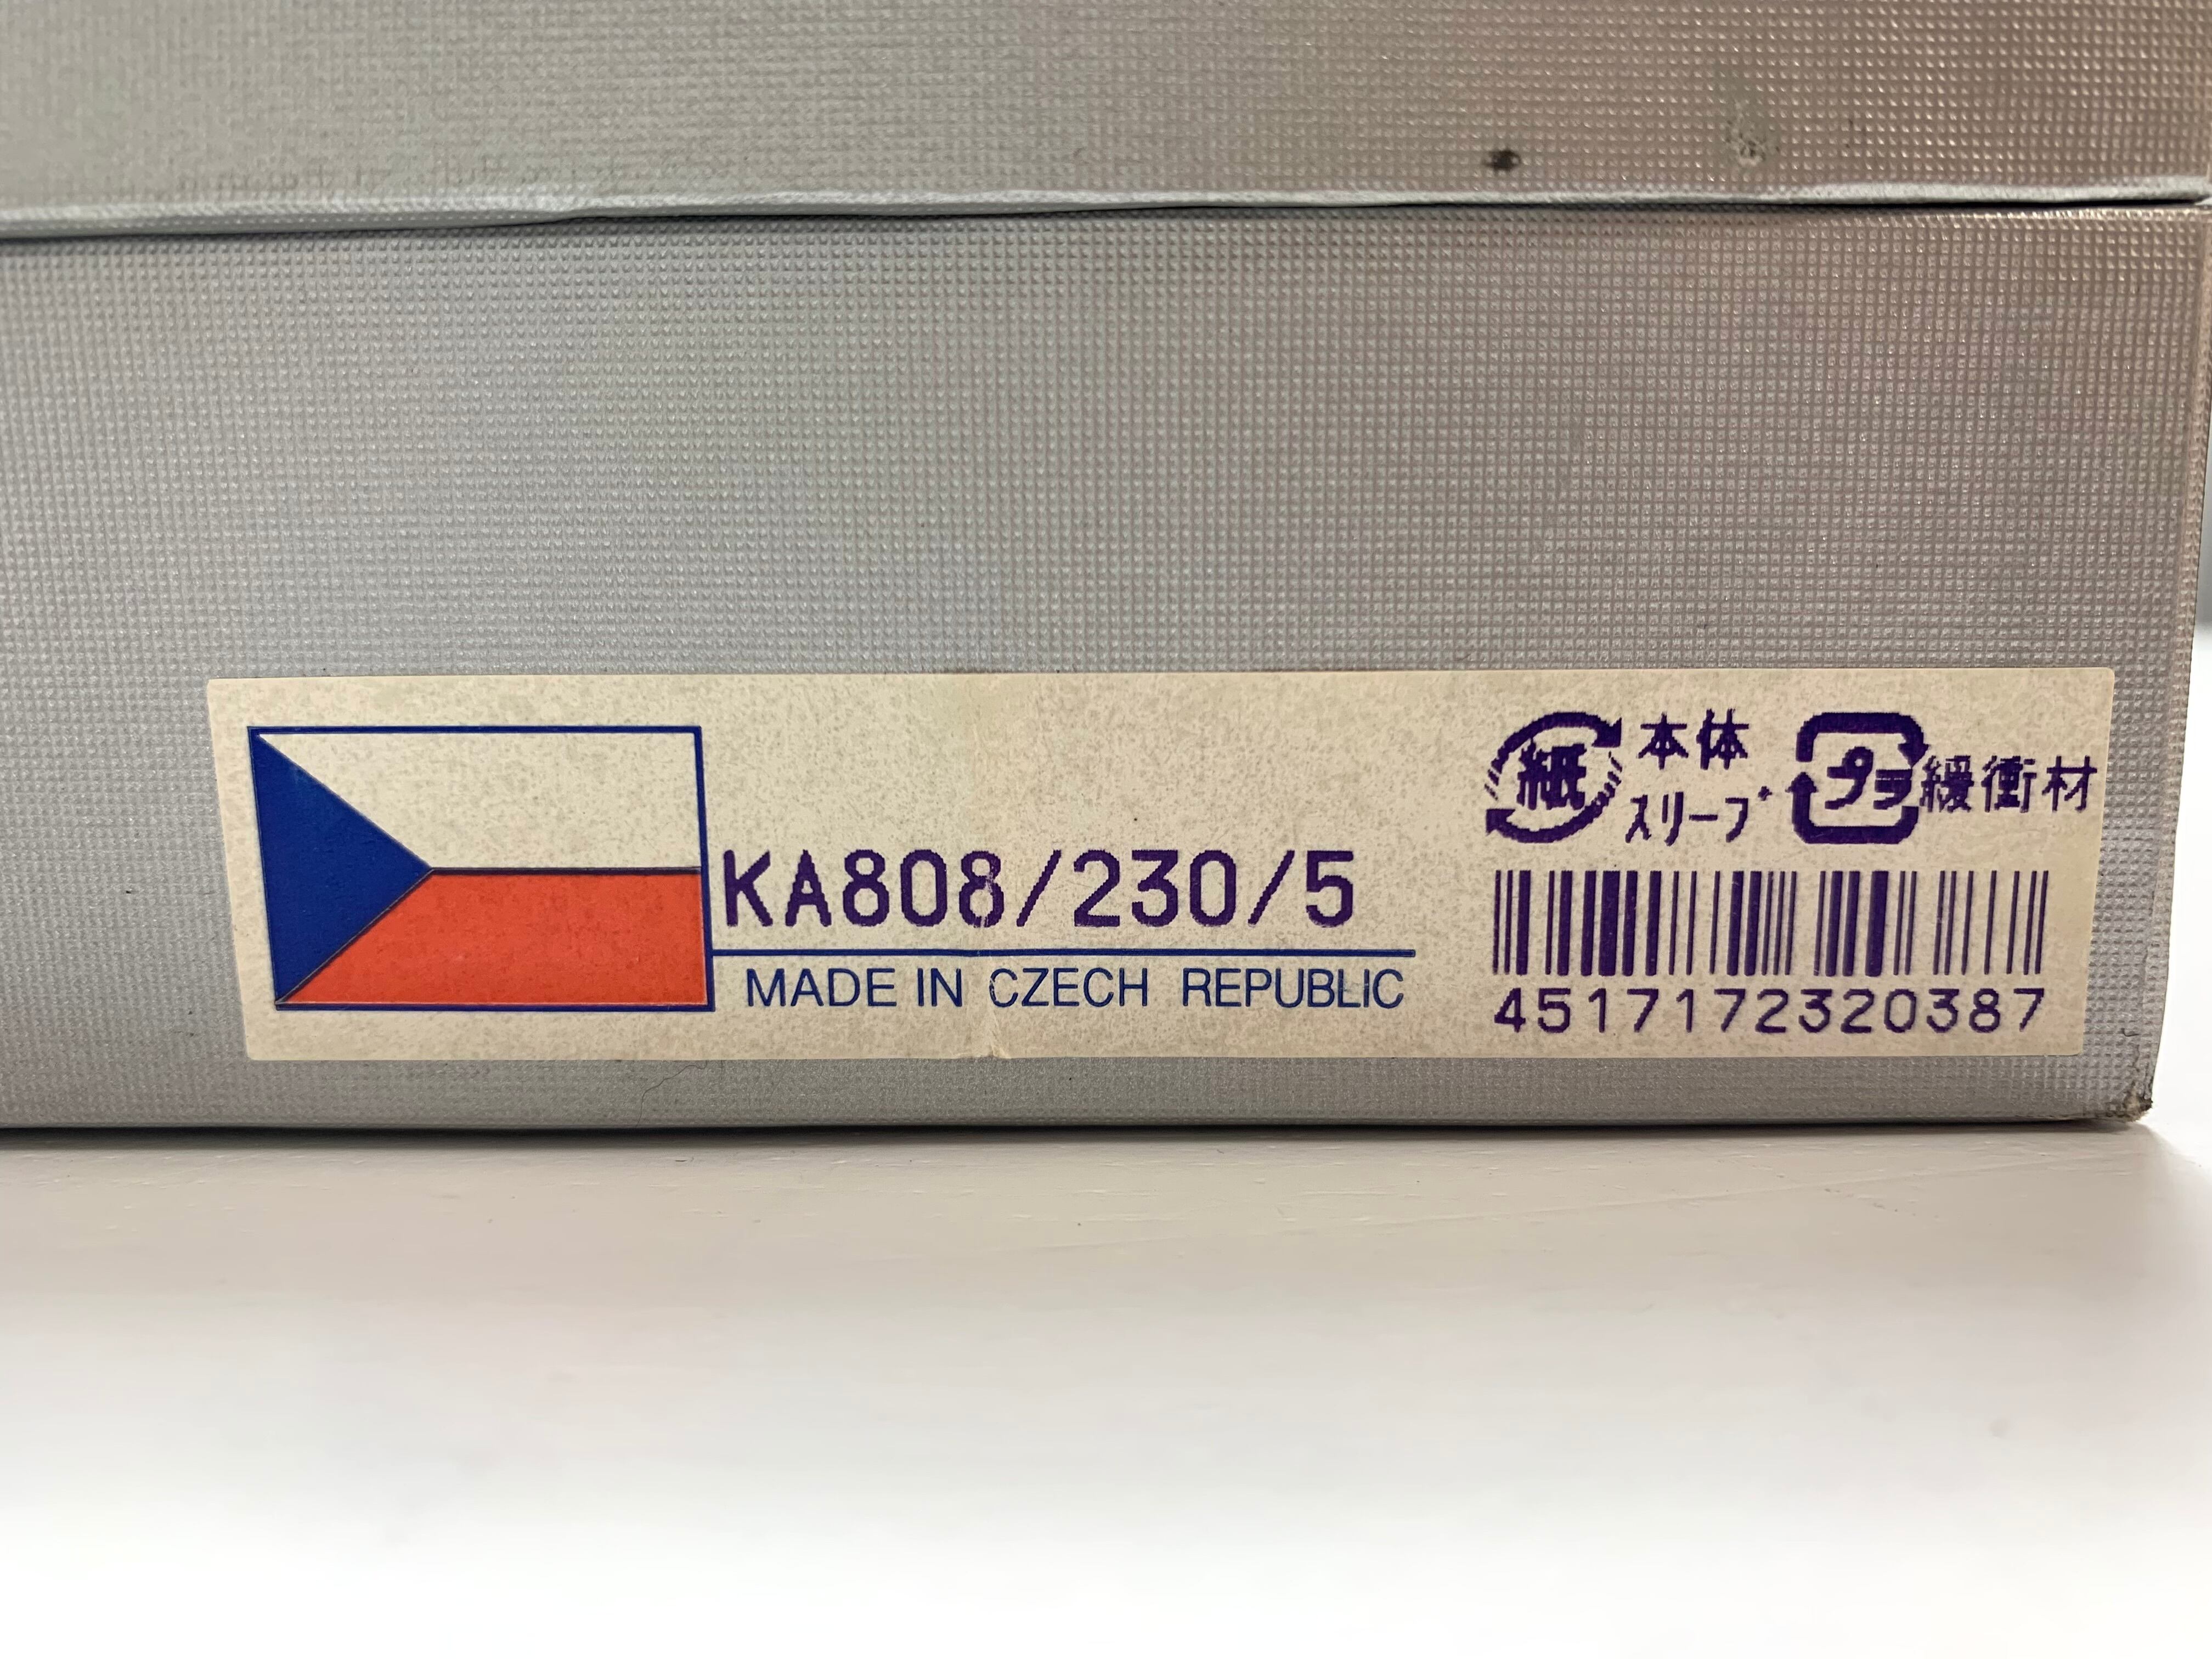 KA808/230/5
MADE IN CZECH REPUBLIC
紙 本体 プラ 緩衝材
スリーブ
4517172320387